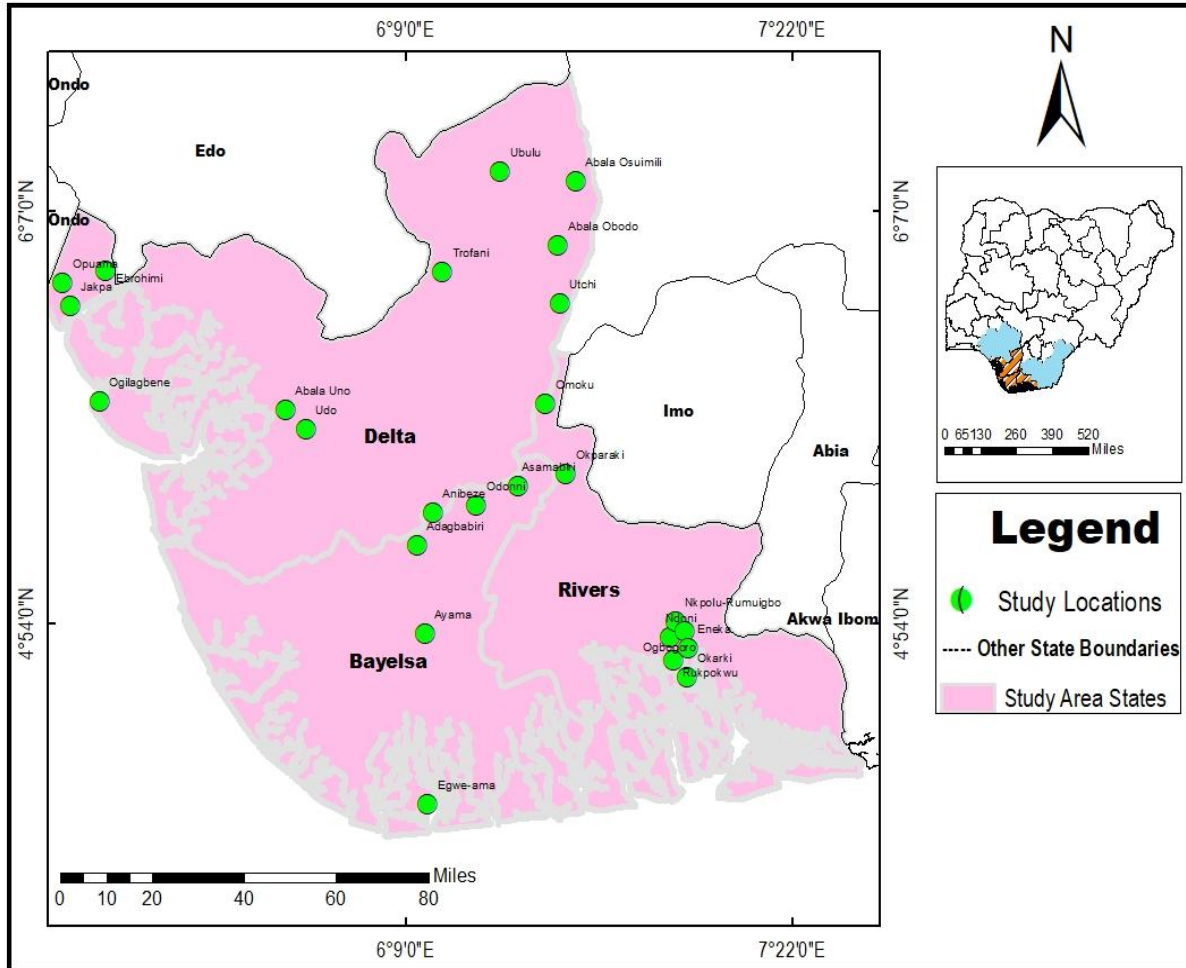 6°9'0"E 7°22'0"E
N
Ondo
Edo
Ubulu
Abala Osuimili
6°7'0"N
6°7'0"N
Ondo
Abala Obodo
Trofani
Opuama
Ebrohimi
Jakpa
Utchi
Ogilagbene
Abala Uno
Omoku
Udo
Imo
Delta
Abia
Okparaki
Asamabiri
Odonni
Anibeze
Adagbabiri
Rivers
Nkpolu-Rumuigbo
Ndoni
Eneka
Akwa Ibom
4°54'0"N
4°54'0"N
Ayama
Ogbogoro
Bayelsa
Okarki
Rukpokwu
Egwe-ama
Miles
0 10 20 40 60 80
6°9'0"E 7°22'0"E
0 65130 260 390 520
Miles
Legend
Study Locations
Other State Boundaries
Study Area States